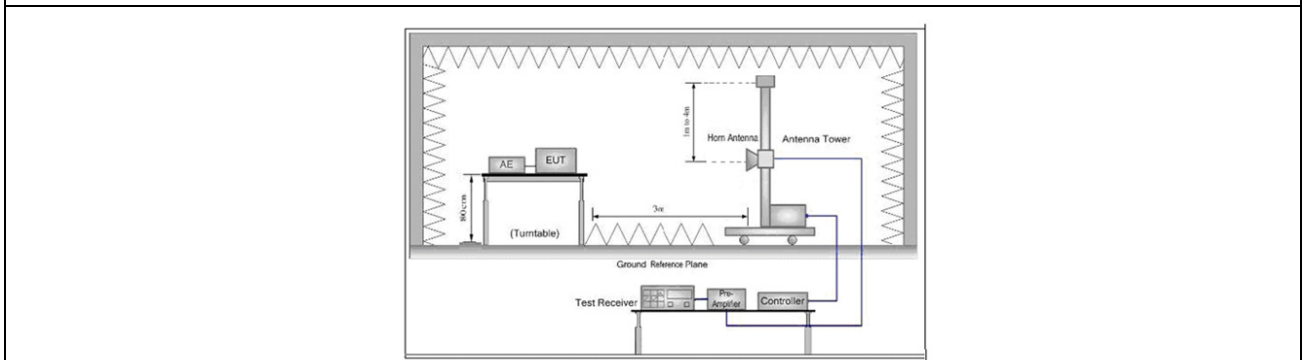 1m to 4m
Horn Antenna
Antenna Tower
AE
EUT
3m
(Turntable)
Ground Reference Plane
Test Receiver
Pre-
Amplifier
Controller